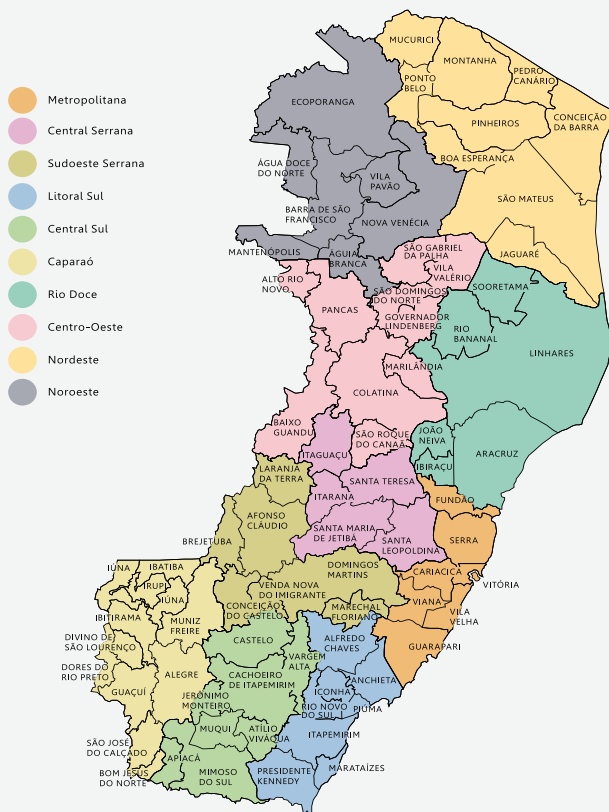 Metropolitana
Central Serrana
Sudoeste Serrana
Litoral Sul
Central Sul
Caparaó
Rio Doce
Centro-Oeste
Nordeste
Noroeste
MUCURICI
MONTANHA
PEDRO
CANÁRIO
PONTO
BELO
ECOPORANGA
PINHEIROS
CONCEIÇÃO
DA BARRA
BOA ESPERANÇA
ÁGUA DOCE
DO NORTE
VILA
PAVÃO
SÃO MATEUS
BARRA DE SÃO
FRANCISCO
NOVA VENÉCIA
MANTENÓPOLIS
ÁGUIA
BRANCA
SÃO GABRIEL
DA PALHA
JAGUARÉ
VILA
VALÉRIO
ALTO RIO
NOVO
SÃO DOMINGOS
DO NORTE
SOORETAMA
PANCAS
GOVERNADOR
LINDENBERG
RIO
BANANAL
LINHARES
MARILÂNDIA
COLATINA
BAIXO
GUANDU
SÃO ROQUE
DO CANAÃ
JOÃO
NEIVA
ITAGUAÇU
IBIRAÇU
ARACRUZ
LARANJA
DA TERRA
SANTA TERESA
ITARANA
FUNDÃO
AFONSO
CLÁUDIO
SANTA MARIA
DE JETIBÁ
SANTA
LEOPOLDINA
SERRA
BREJETUBA
IÚNA
IBATIBA
DOMINGOS
MARTINS
CARIACICA
VITÓRIA
IRUPI
IÚNA
VENDA NOVA
DO IMIGRANTE
VIANA
IBITIRAMA
MUNIZ
FREIRE
CONCEIÇÃO
DO CASTELO
MARECHAL
FLORIANO
VILA
VELHA
DIVINO DE
SÃO LOURENÇO
CASTELO
ALFREDO
CHAVES
GUARAPARI
VARGEM
ALTA
DORES DO
RIO PRETO
ALEGRE
CACHOEIRO
DE ITAPEMIRIM
ANCHIETA
GUAÇUÍ
JERÔNIMO
MONTEIRO
ICONHA
RIO NOVO
DO SUL
PIÚMA
MUQUI
ATÍLIO
VIVÁQUA
ITAPEMIRIM
SÃO JOSÉ
DO CALÇADO
APIACÁ
BOM JESUS
DO NORTE
MIMOSO
DO SUL
PRESIDENTE
KENNEDY
MARATAÍZES